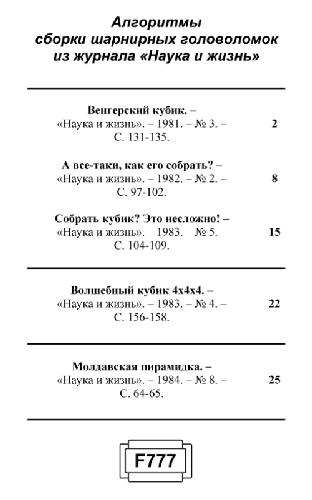 Алгоритмы
сборки шарнирных головоломок
из журнала «Наука и жизнь»
Венгерский кубик. –
«Наука и жизнь». – 1981. – № 3. – 2
С. 131-135.
А все-таки, как его собрать? –
«Наука и жизнь». – 1982. – № 2. – 8
С. 97-102.
Собрать кубик? Это несложно! –
«Наука и жизнь». 1983. № 5. 15
С. 104-109.
Волшебный кубик 4x4x4. –
«Наука и жизнь». – 1983. – № 4. – 22
С. 156-158.
Молдавская пирамидка. –
«Наука и жизнь». – 1984. – № 8. – 25
С. 64-65.
F777